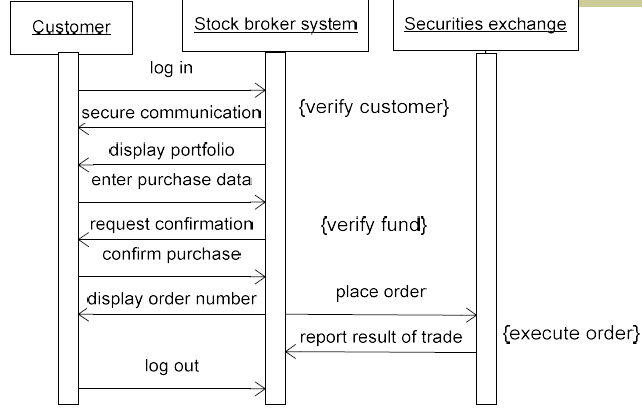 Customer
Stock broker system
Securities exchange
log in
secure communication
{verify customer}
display portfolio
enter purchase data
request confirmation
{verify fund}
confirm purchase
display order number
place order
report result of trade
{execute order}
log out